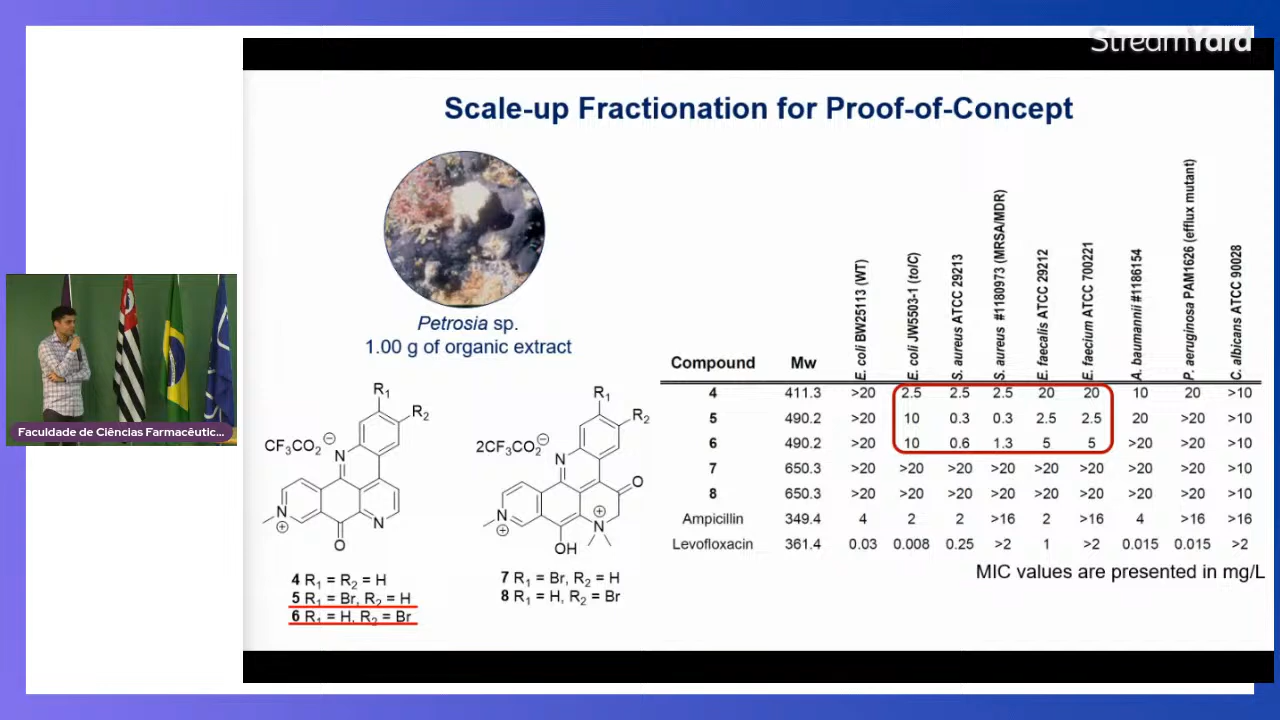 StreamYard
Scale-up Fractionation for Proof-of-Concept
Petrosia sp.
1.00 g of organic extract
Faculdade de Ciências Farmacêutic...
R1
R2
CF3CO2⊖
N
N
N
⊕
O
4 R1 = R2 = H
5 R1 = Br, R2 = H
6 R1 = H, R2 = Br
R1
R2
2CF3CO2⊖
N
O
N
⊕
N
⊕
OH
7 R1 = Br, R2 = H
8 R1 = H, R2 = Br
Compound Mw E. coli BW25113 (WT) E. coli JW5503-1 (tolC) S. aureus ATCC 29213 S. aureus #1180973 (MRSA/MDR) E. faecalis ATCC 29212 E. faecium ATCC 700221 A. baumannii #1186154 P. aeruginosa PAM1626 (efflux mutant) C. albicans ATCC 90028
4 411.3 >20 2.5 2.5 2.5 20 20 10 20 >10
5 490.2 >20 10 0.3 0.3 2.5 2.5 20 >20 >10
6 490.2 >20 10 0.6 1.3 5 5 >20 >20 >10
7 650.3 >20 >20 >20 >20 >20 >20 >20 >20 >10
8 650.3 >20 >20 >20 >20 >20 >20 >20 >20 >10
Ampicillin 349.4 4 2 2 >16 2 >16 4 >16 >16
Levofloxacin 361.4 0.03 0.008 0.25 >2 1 >2 0.015 0.015 >2
MIC values are presented in mg/L